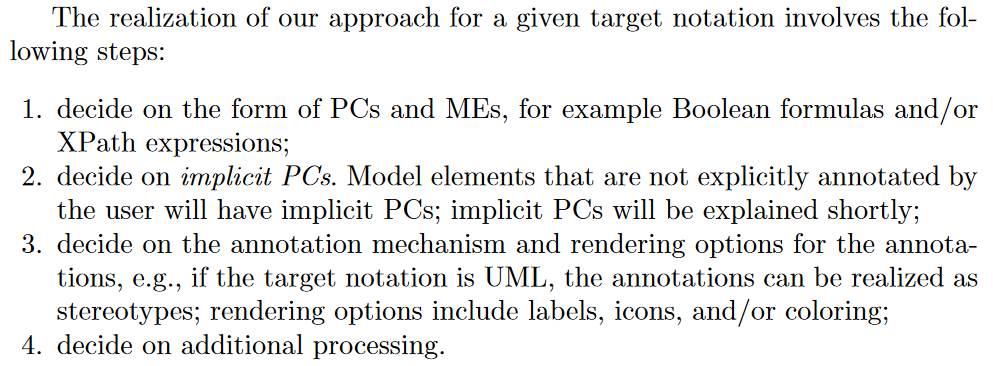 The realization of our approach for a given target notation involves the fol-
lowing steps:
1. decide on the form of PCs and MEs, for example Boolean formulas and/or
XPath expressions;
2. decide on implicit PCs. Model elements that are not explicitly annotated by
the user will have implicit PCs; implicit PCs will be explained shortly;
3. decide on the annotation mechanism and rendering options for the annota-
tions, e.g., if the target notation is UML, the annotations can be realized as
stereotypes; rendering options include labels, icons, and/or coloring;
4. decide on additional processing.